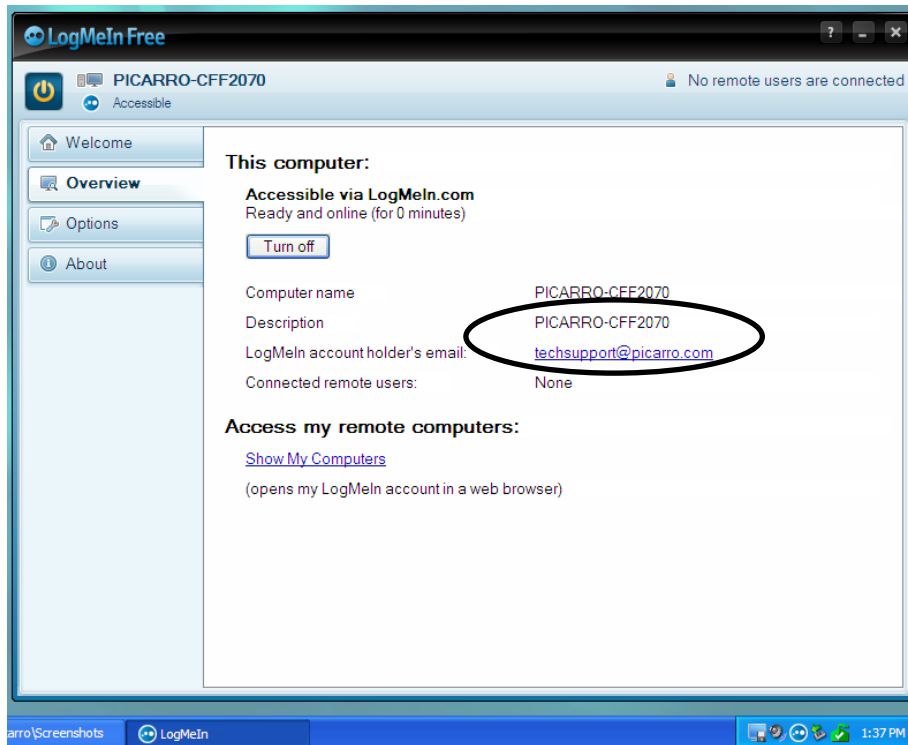 LogMeIn Free
PICARRO-CFF2070
No remote users are connected
Accessible
Welcome
Overview
Options
About
This computer:
Accessible via LogMeIn.com
Ready and online (for 0 minutes)
Turn off
Computer name PICARRO-CFF2070
Description PICARRO-CFF2070
LogMeIn account holder's email: techsupport@picarro.com
Connected remote users: None
Access my remote computers:
Show My Computers
(opens my LogMeIn account in a web browser)
arro\Screenshots LogMeIn 1:37 PM